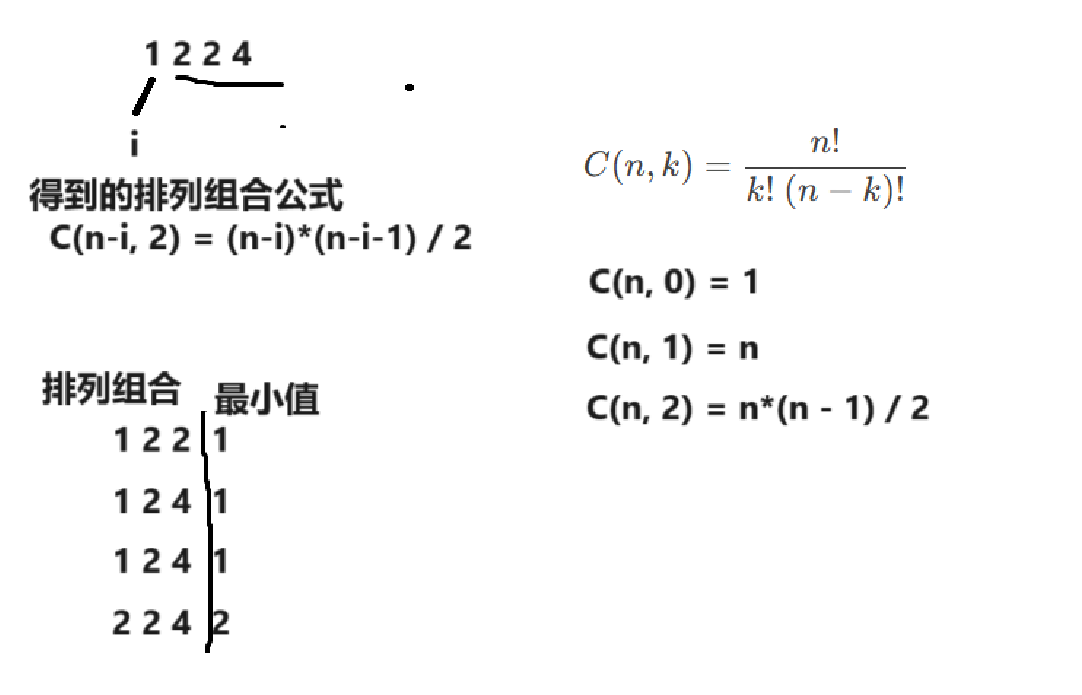 1 2 2 4
i
得到的排列组合公式
C(n-i, 2) = (n-i)*(n-i-1) / 2
排列组合 最小值
1 2 2 1
1 2 4 1
1 2 4 1
2 2 4 2
C(n, k) = n! / k! (n − k)!
C(n, 0) = 1
C(n, 1) = n
C(n, 2) = n*(n - 1) / 2